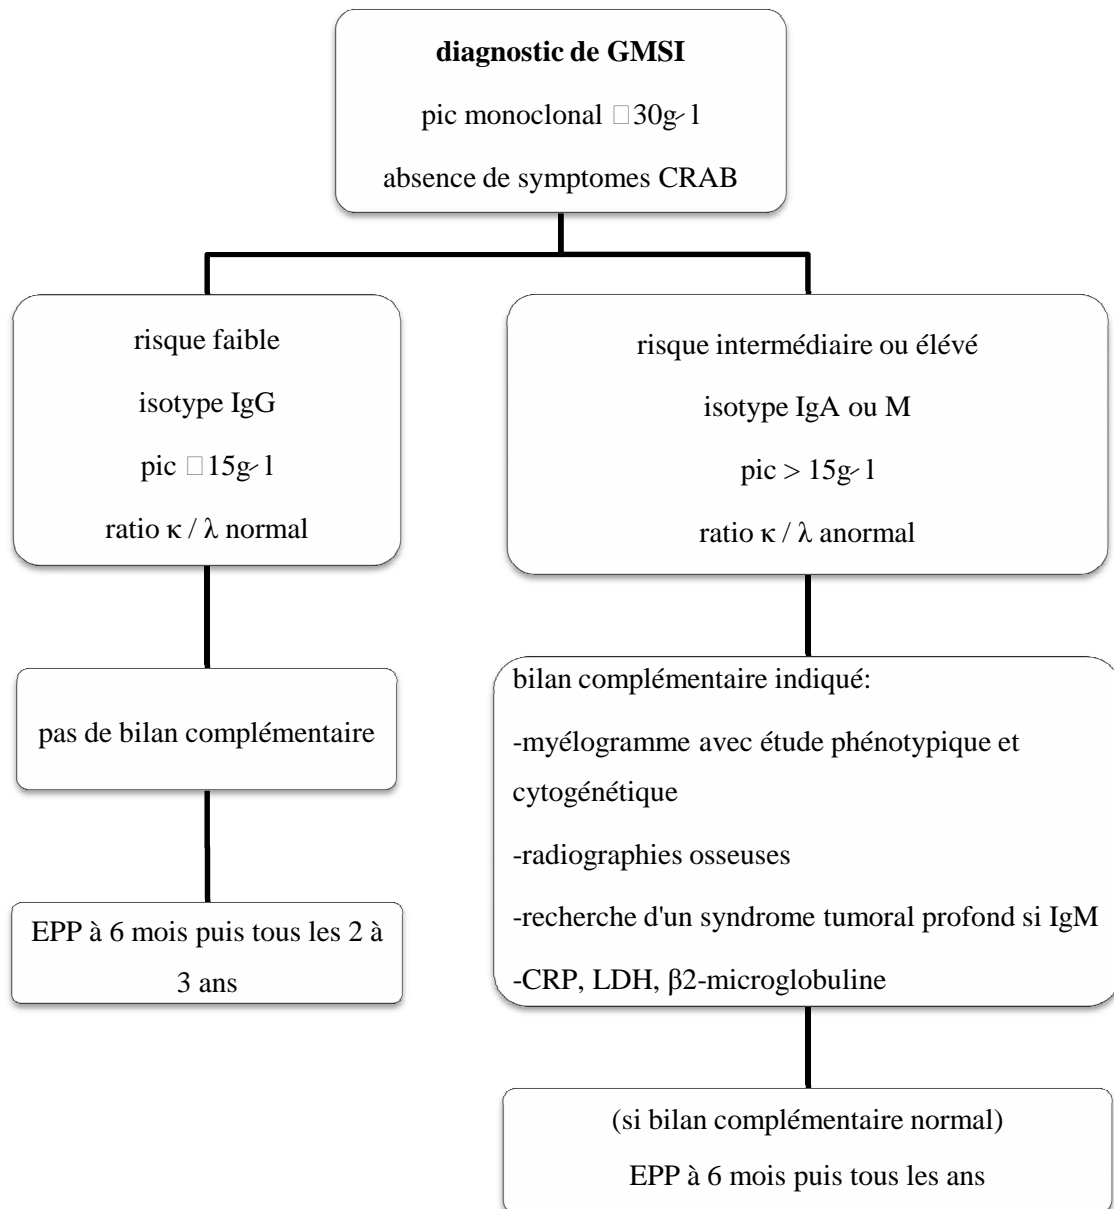 diagnostic de GMSI
pic monoclonal □30g/l
absence de symptomes CRAB
risque faible
isotype IgG
pic □15g/l
ratio κ / λ normal
risque intermédiaire ou élévé
isotype IgA ou M
pic > 15g/l
ratio κ / λ anormal
pas de bilan complémentaire
bilan complémentaire indiqué:
-myélogramme avec étude phénotypique et
cytogénétique
-radiographies osseuses
-recherche d'un syndrome tumoral profond si IgM
-CRP, LDH, β2-microglobuline
EPP à 6 mois puis tous les 2 à
3 ans
(si bilan complémentaire normal)
EPP à 6 mois puis tous les ans